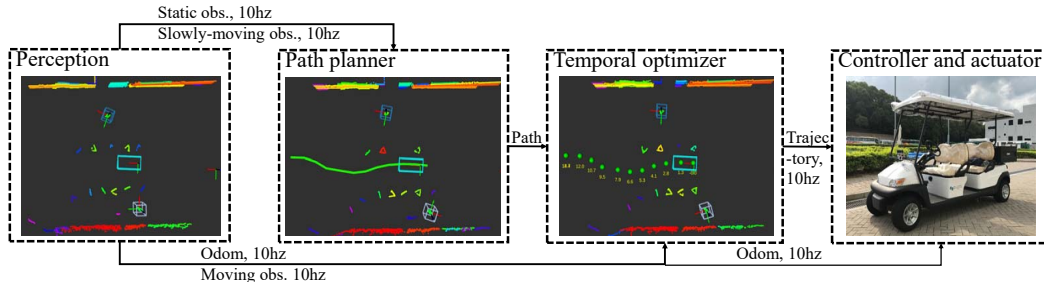 Static obs., 10hz
Slowly-moving obs., 10hz
Perception
Path planner
Temporal optimizer
Controller and actuator
Path
Trajec
-tory,
10hz
Odom, 10hz
Moving obs. 10hz
Odom, 10hz